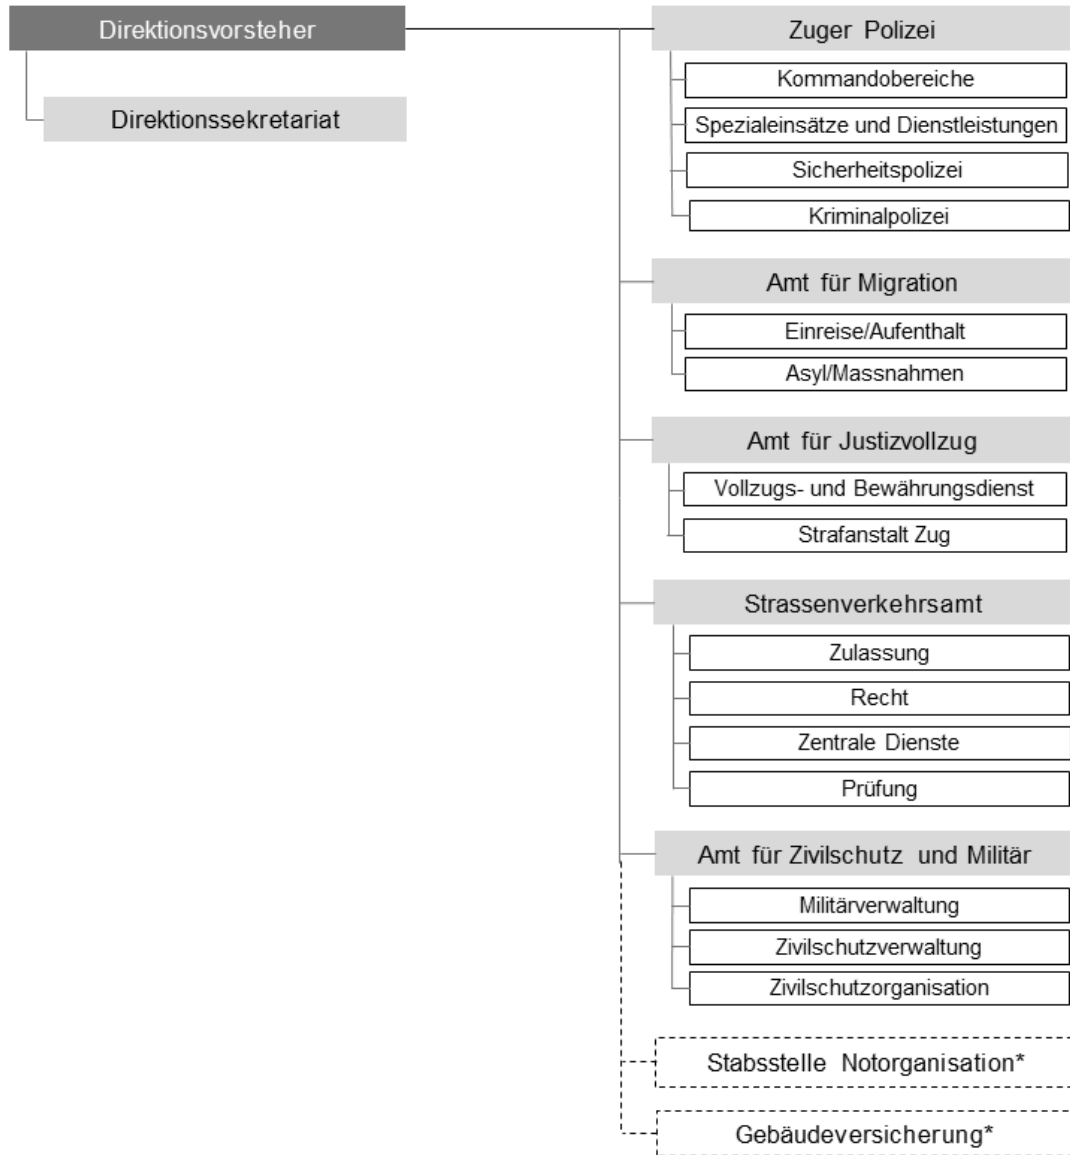 Direktionsvorsteher
Direktionssekretariat
Zuger Polizei
Kommandobereiche
Spezialeinsätze und Dienstleistungen
Sicherheitspolizei
Kriminalpolizei
Amt für Migration
Einreise/Aufenthalt
Asyl/Massnahmen
Amt für Justizvollzug
Vollzugs- und Bewährungsdienst
Strafanstalt Zug
Strassenverkehrsamt
Zulassung
Recht
Zentrale Dienste
Prüfung
Amt für Zivilschutz und Militär
Militärverwaltung
Zivilschutzverwaltung
Zivilschutzorganisation
Stabsstelle Notorganisation*
Gebäudeversicherung*